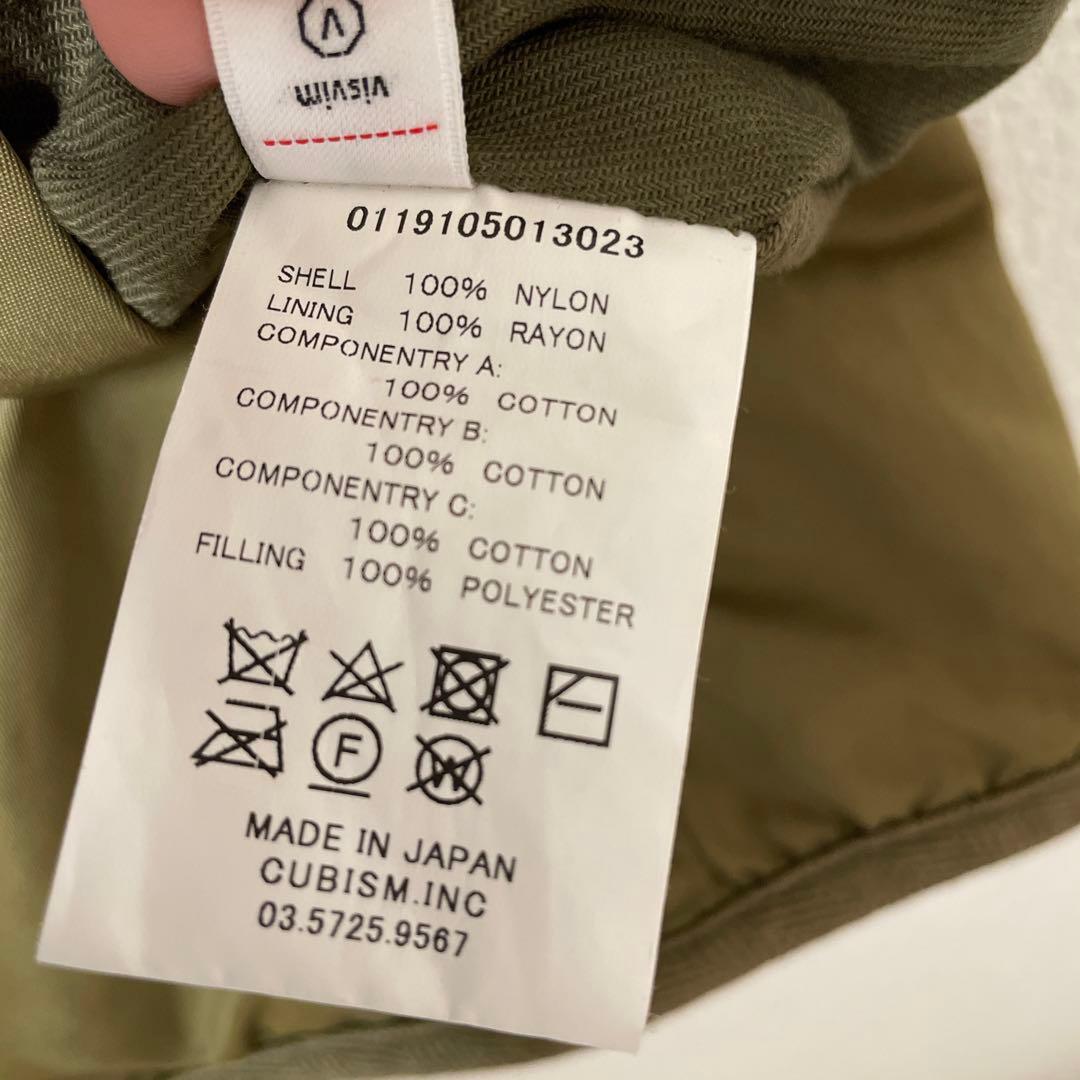 V
visvim
0119105013023
SHELL 100% NYLON
LINING 100% RAYON
COMPONENTRY A:
100% COTTON
COMPONENTRY B:
100% COTTON
COMPONENTRY C:
100% COTTON
FILLING 100% POLYESTER
F W
MADE IN JAPAN
CUBISM.INC
03.5725.9567